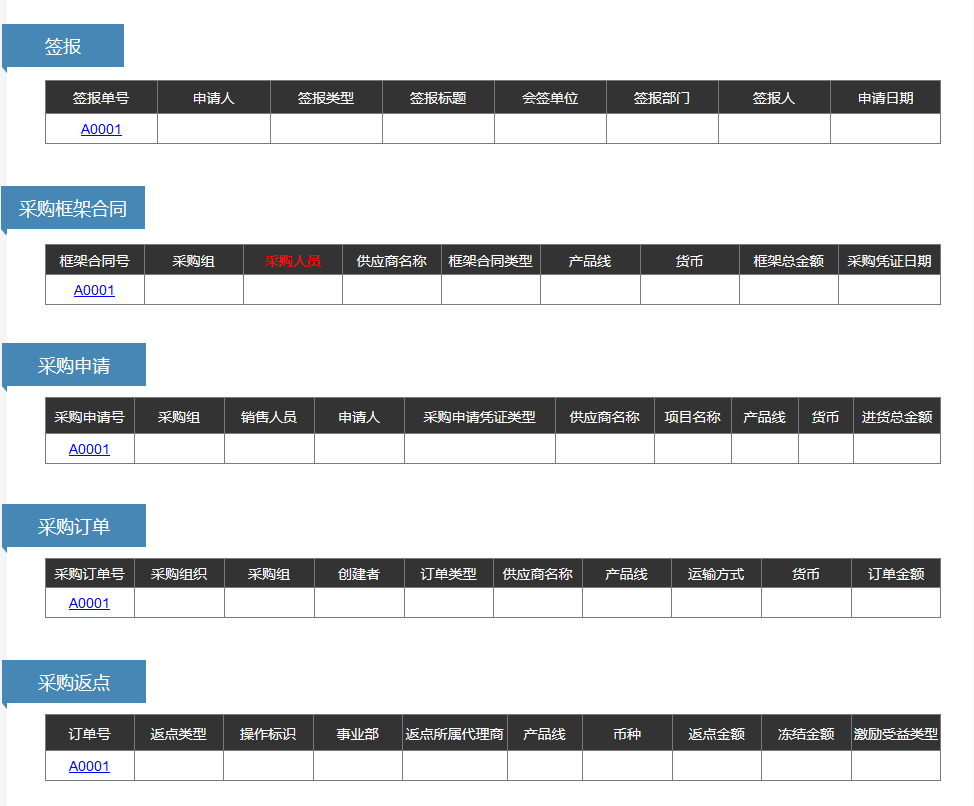 签报
签报单号 申请人 签报类型 签报标题 会签单位 签报部门 签报人 申请日期
A0001
采购框架合同
框架合同号 采购组 采购人员 供应商名称 框架合同类型 产品线 货币 框架总金额 采购凭证日期
A0001
采购申请
采购申请号 采购组 销售人员 申请人 采购申请凭证类型 供应商名称 项目名称 产品线 货币 进货总金额
A0001
采购订单
采购订单号 采购组织 采购组 创建者 订单类型 供应商名称 产品线 运输方式 货币 订单金额
A0001
采购返点
订单号 返点类型 操作标识 事业部 返点所属代理商 产品线 币种 返点金额 冻结金额 激励受益类型
A0001